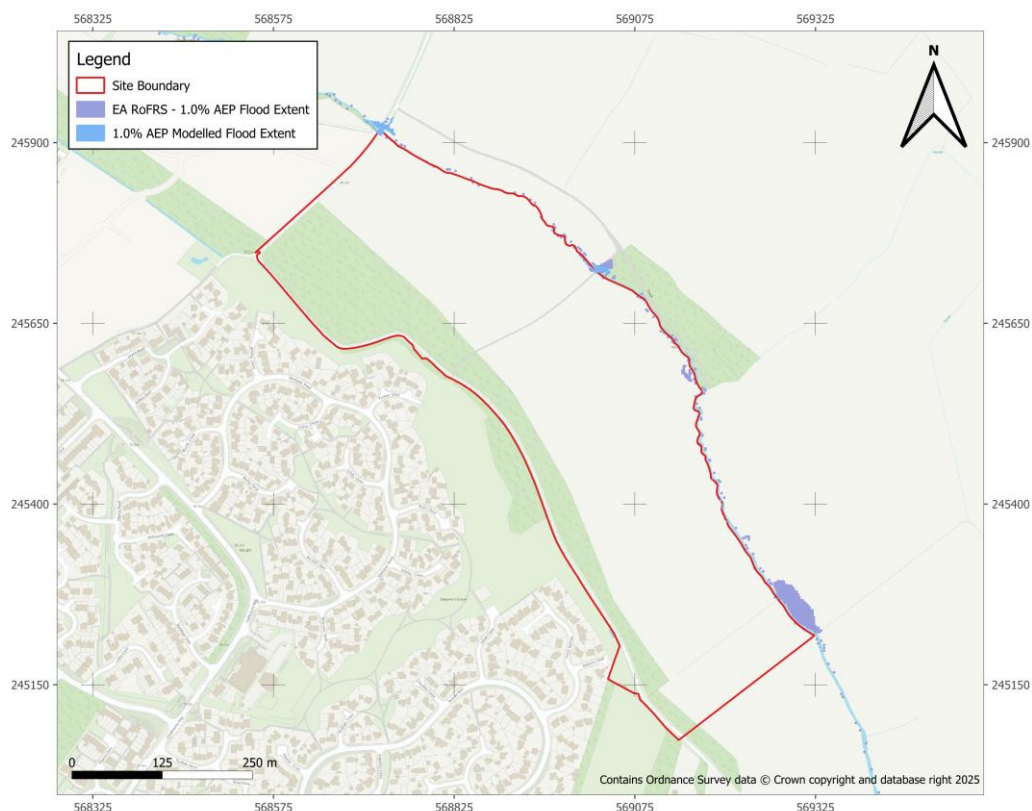 568325 568575 568825 569075 569325
Legend
Site Boundary
EA RoFRS - 1.0% AEP Flood Extent
1.0% AEP Modelled Flood Extent
N
245900 245900
245650 245650
245400 245400
245150 245150
0 125 250 m
Contains Ordnance Survey data © Crown copyright and database right 2025
568325 568575 568825 569075 569325